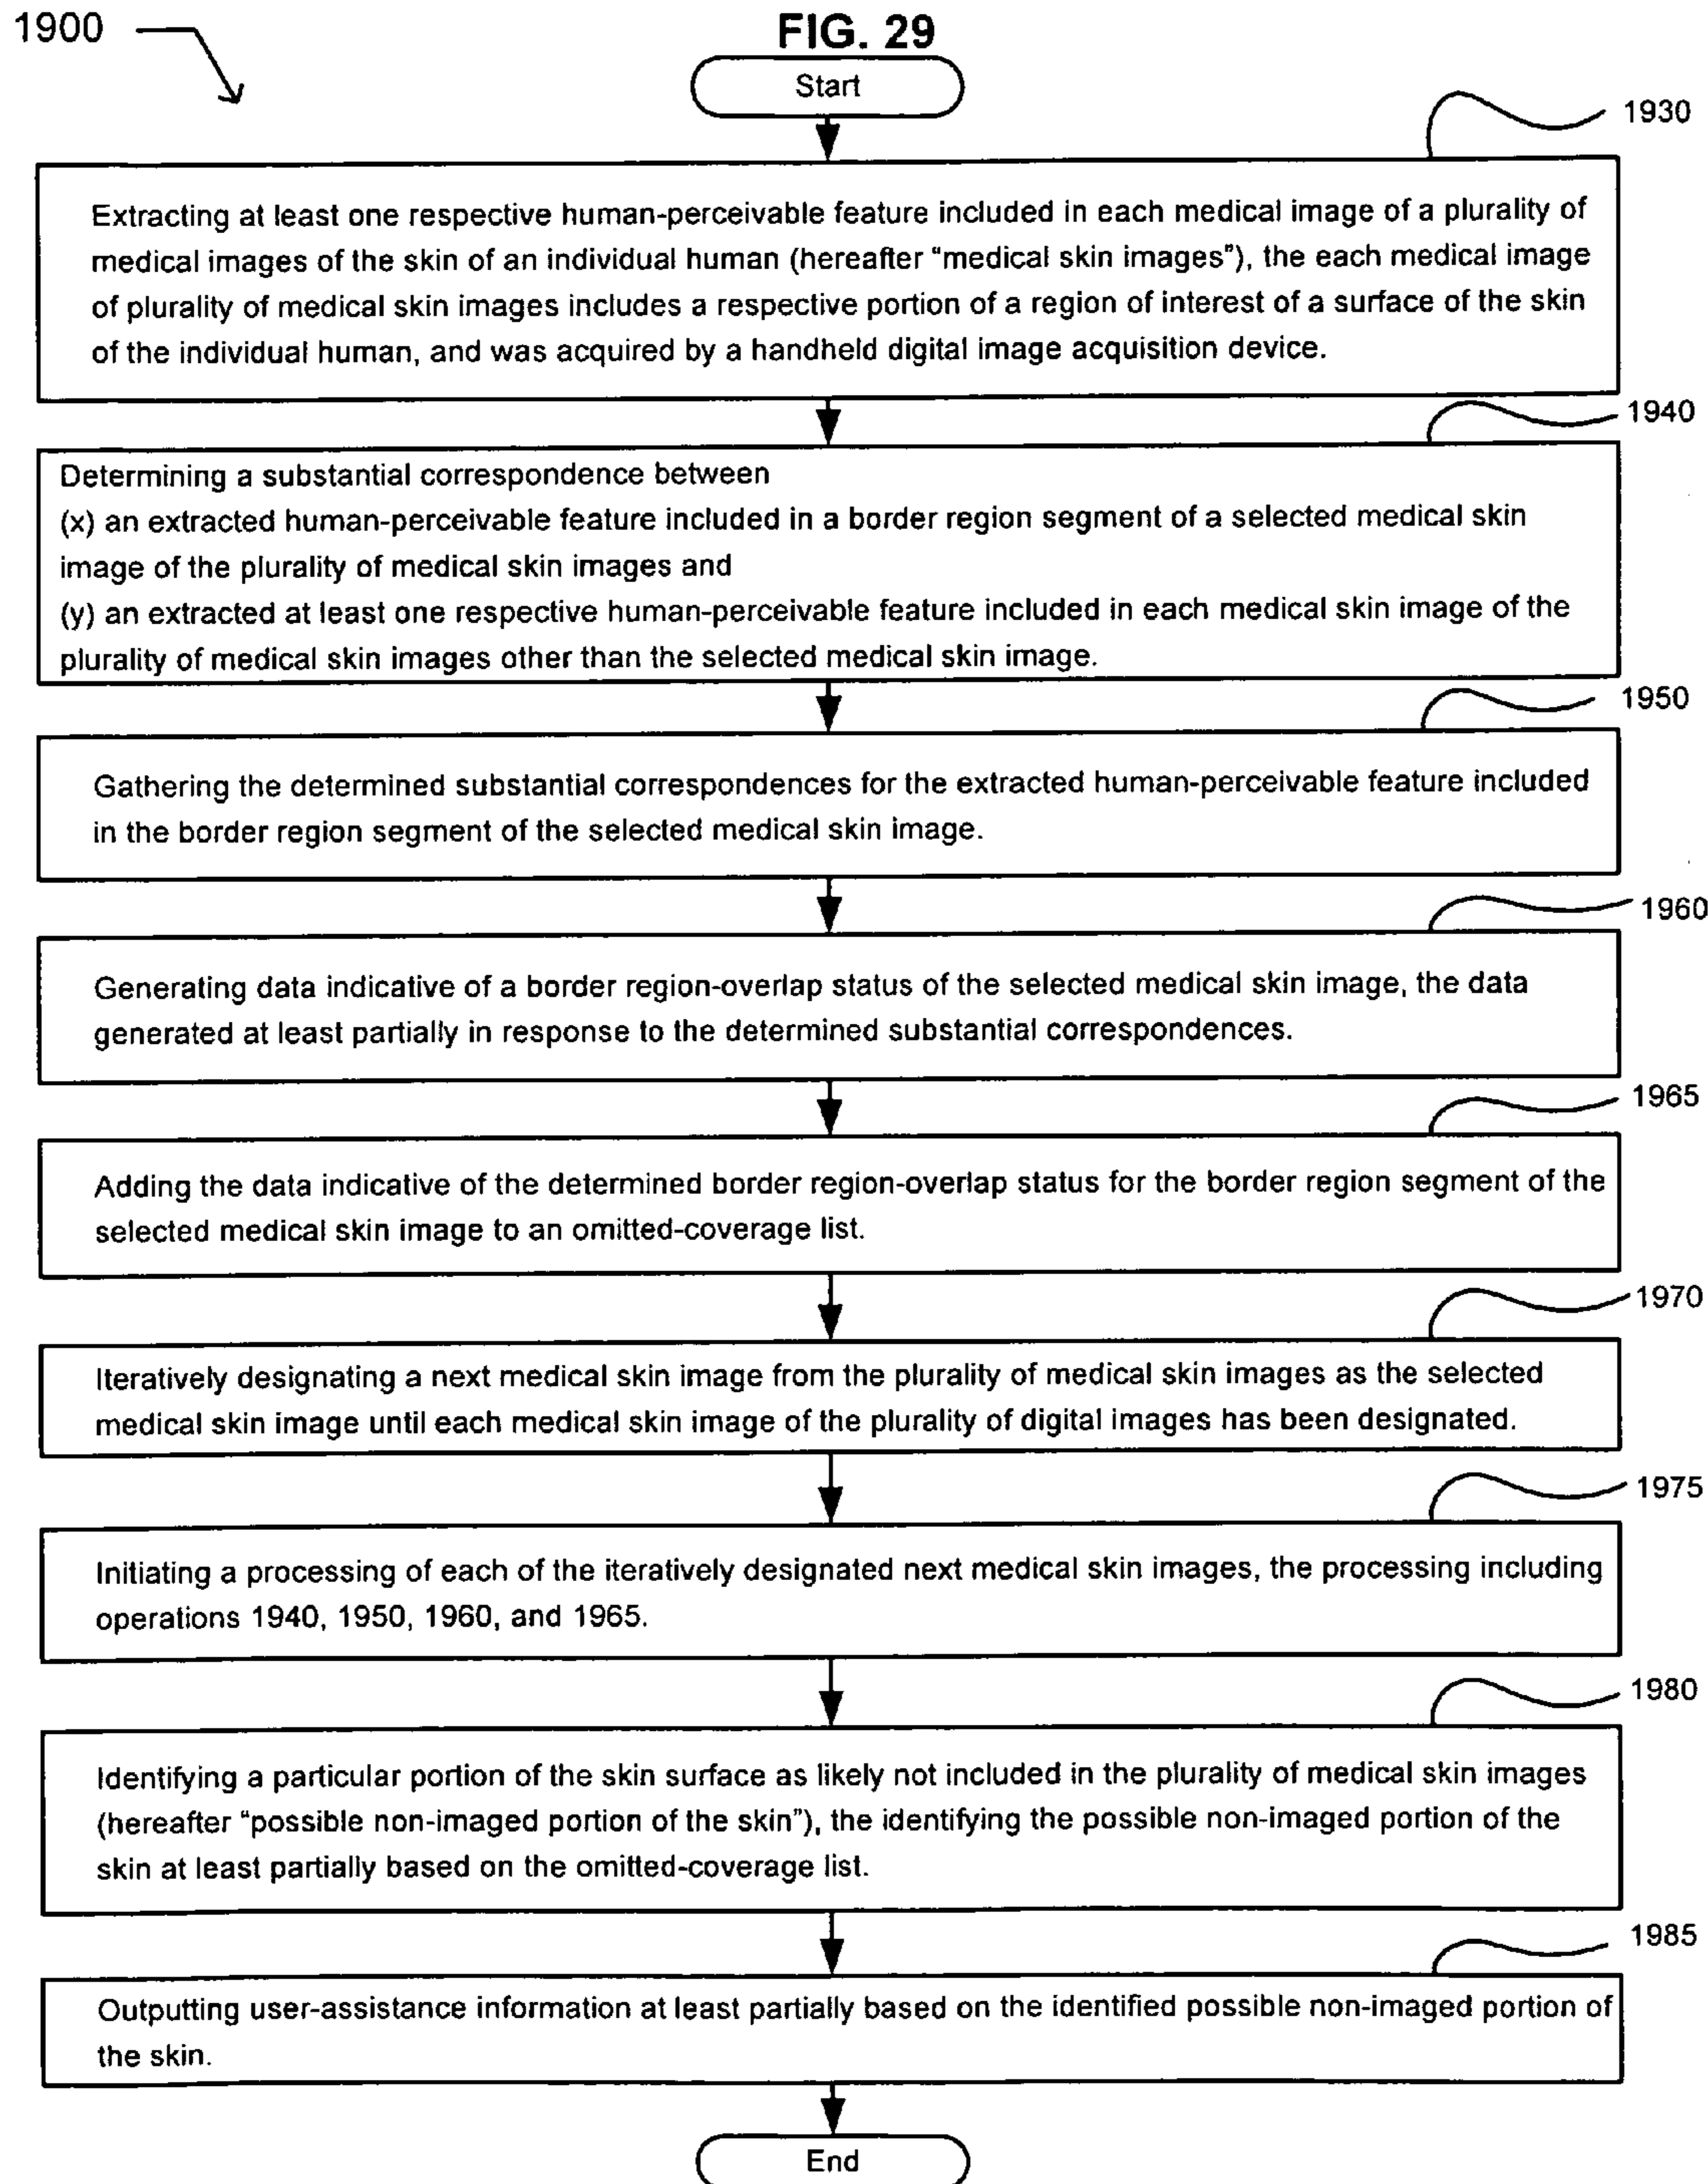 1900
FIG. 29
Start
1930
Extracting at least one respective human-perceivable feature included in each medical image of a plurality of
medical images of the skin of an individual human (hereafter "medical skin images"), the each medical image
of plurality of medical skin images includes a respective portion of a region of interest of a surface of the skin
of the individual human, and was acquired by a handheld digital image acquisition device.
1940
Determining a substantial correspondence between
(x) an extracted human-perceivable feature included in a border region segment of a selected medical skin
image of the plurality of medical skin images and
(y) an extracted at least one respective human-perceivable feature included in each medical skin image of the
plurality of medical skin images other than the selected medical skin image.
1950
Gathering the determined substantial correspondences for the extracted human-perceivable feature included
in the border region segment of the selected medical skin image.
1960
Generating data indicative of a border region-overlap status of the selected medical skin image, the data
generated at least partially in response to the determined substantial correspondences.
1965
Adding the data indicative of the determined border region-overlap status for the border region segment of the
selected medical skin image to an omitted-coverage list.
1970
Iteratively designating a next medical skin image from the plurality of medical skin images as the selected
medical skin image until each medical skin image of the plurality of digital images has been designated.
1975
Initiating a processing of each of the iteratively designated next medical skin images, the processing including
operations 1940, 1950, 1960, and 1965.
1980
Identifying a particular portion of the skin surface as likely not included in the plurality of medical skin images
(hereafter "possible non-imaged portion of the skin"), the identifying the possible non-imaged portion of the
skin at least partially based on the omitted-coverage list.
1985
Outputting user-assistance information at least partially based on the identified possible non-imaged portion of
the skin.
End